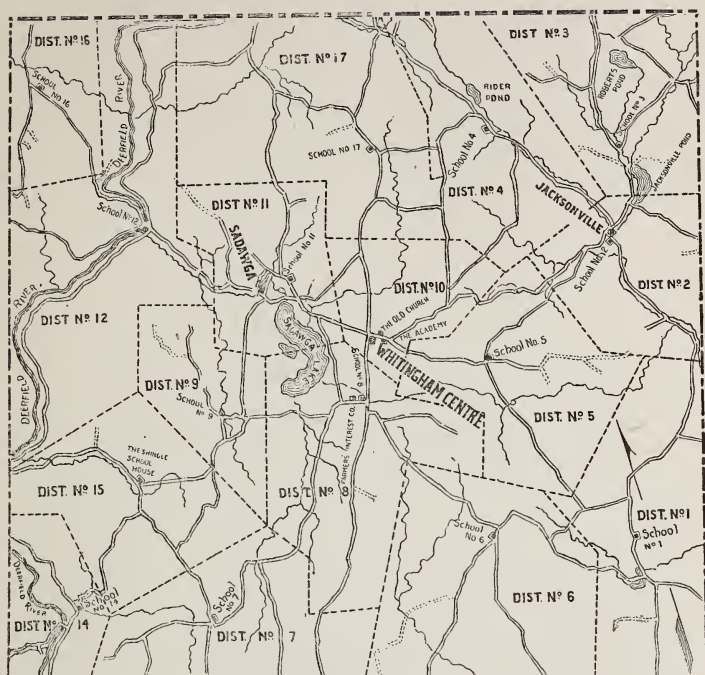 DIST. Nº 16
DIST. Nº 17
DIST Nº 3
SCHOOL
NO 16
DEERFIELD
RIVER
RIDER
POND
ROBERTS
POND
SCHOOL Nº 3
School No. 4
SCHOOL NO 17
JACKSONVILLE POND
DIST Nº 11
DIST Nº 4
JACKSONVILLE
SADAWGA
School No 11
School No. 2
DIST Nº 2
DEERFIELD
RIVER
DIST Nº 12
DIST. Nº 10
THE OLD CHURCH
THE ACADEMY
SADAWGA
LAKE
WHITINGHAM CENTRE
School No. 5
DIST Nº 9
SCHOOL
Nº 9
SCHOOL Nº 8
FARMERS INTEREST CO.
DIST. Nº 5
THE SHINGLE
SCHOOL
HOUSE
DIST. Nº 15
DIST Nº 8
DIST. Nº 1
School
Nº 1
School
No 6
DEERFIELD
RIVER
School
School
DIST. Nº 6
DIST Nº 14
DIST. Nº 7